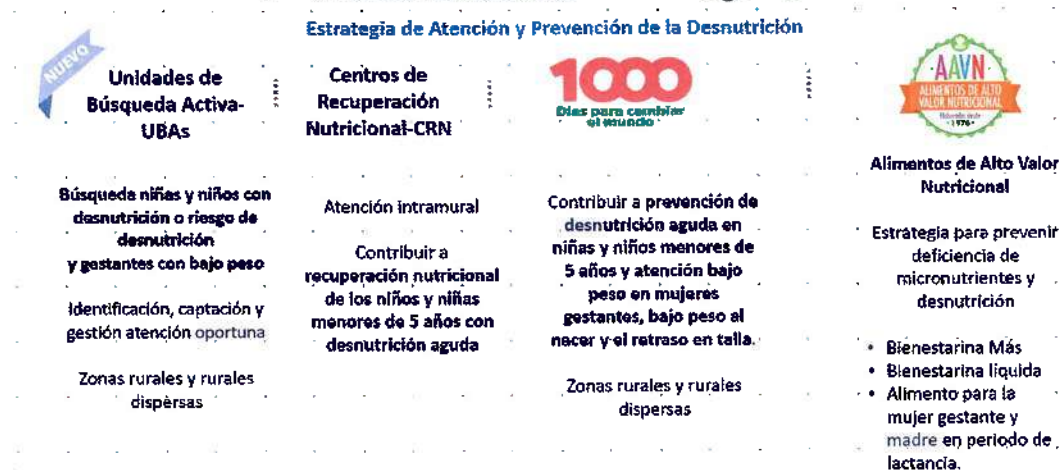 Estrategia de Atención y Prevención de la Desnutrición
NUEVO
Unidades de
Búsqueda Activa-
UBAs
Búsqueda niñas y niños con
desnutrición o riesgo de
desnutrición
y gestantes con bajo peso
Identificación, captación y
gestión atención oportuna
Zonas rurales y rurales
dispersas
Centros de
Recuperación
Nutricional-CRN
Atención intramural
Contribuir a
recuperación nutricional
de los niños y niñas
menores de 5 años con
desnutrición aguda
1000
Días para cambiar
el mundo
Contribuir a prevención de
desnutrición aguda en
niñas y niños menores de
5 años y atención bajo
peso en mujeres
gestantes, bajo peso al
nacer y el retraso en talla.
Zonas rurales y rurales
dispersas
AAVN
ALIMENTOS DE ALTO
VALOR NUTRICIONAL
desde
1976
Alimentos de Alto Valor
Nutricional
Estrategia para prevenir
deficiencia de
micronutrientes y
desnutrición
• Bienestarina Más
• Bienestarina líquida
• Alimento para la
mujer gestante y
madre en periodo de
lactancia.